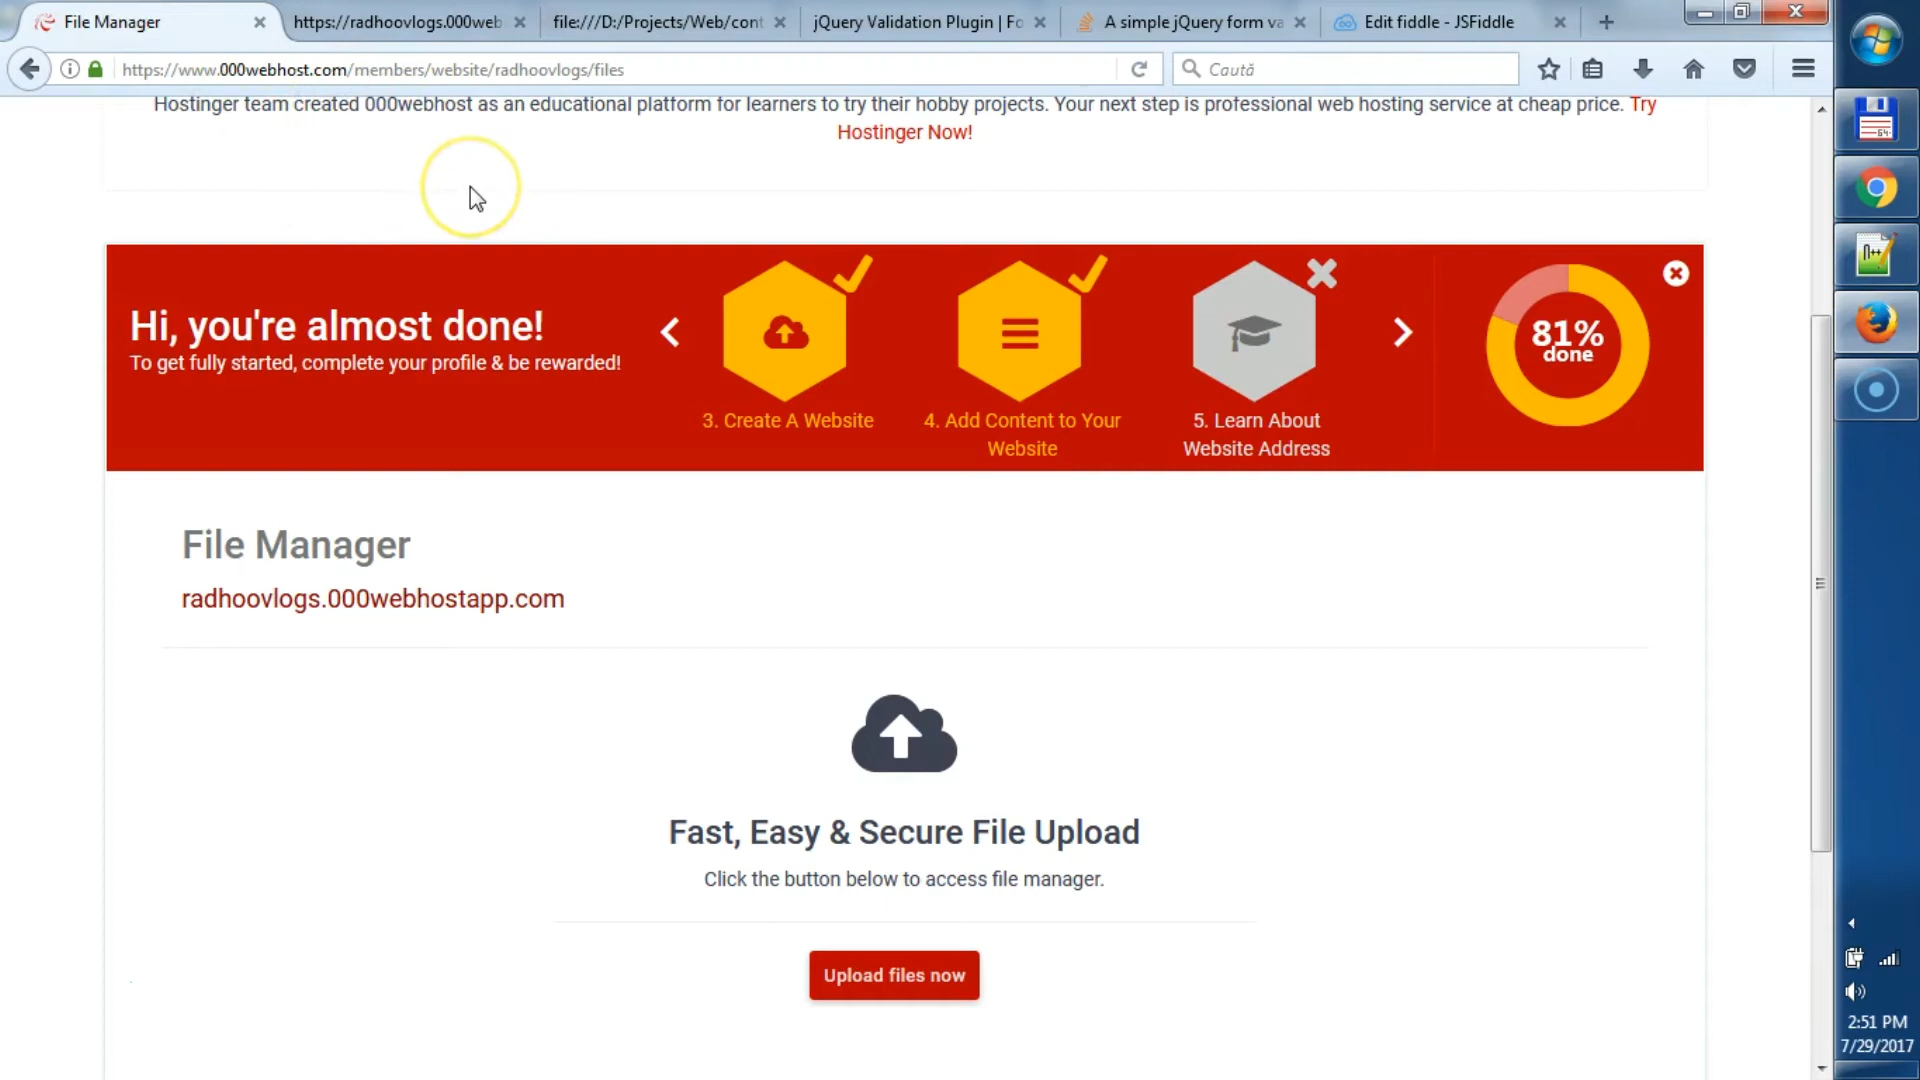 File Manager
https://radhoovlogs.000web
file:///D:/Projects/Web/cont
jQuery Validation Plugin | Fo
A simple jQuery form va
Edit fiddle - JSFiddle
https://www.000webhost.com/members/website/radhoovlogs/files
Caută
Hostinger team created 000webhost as an educational platform for learners to try their hobby projects. Your next step is professional web hosting service at cheap price. Try
Hostinger Now!
Hi, you're almost done!
To get fully started, complete your profile & be rewarded!
3. Create A Website
4. Add Content to Your
Website
5. Learn About
Website Address
81%
done
File Manager
radhoovlogs.000webhostapp.com
Fast, Easy & Secure File Upload
Click the button below to access file manager.
Upload files now
64
n++
2:51 PM
7/29/2017